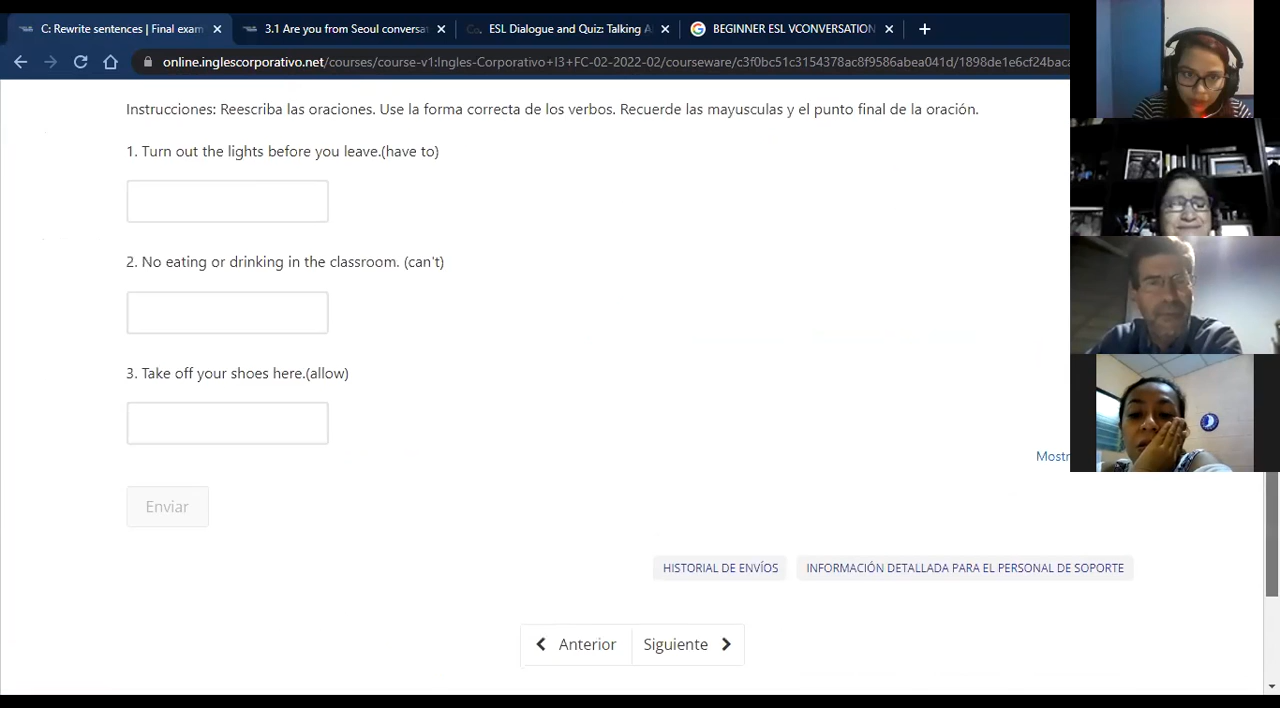 C: Rewrite sentences | Final exam
3.1 Are you from Seoul conversa
ESL Dialogue and Quiz: Talking A
BEGINNER ESL VCONVERSATION
online.inglescorporativo.net/courses/course-v1:Ingles-Corporativo+I3+FC-02-2022-02/courseware/c3f0bc51c3154378ac8f9586abea041d/1898de1e6cf24baca
Instrucciones: Reescriba las oraciones. Use la forma correcta de los verbos. Recuerde las mayusculas y el punto final de la oración.
1. Turn out the lights before you leave.(have to)
2. No eating or drinking in the classroom. (can't)
3. Take off your shoes here.(allow)
Mostr
Enviar
HISTORIAL DE ENVÍOS
INFORMACIÓN DETALLADA PARA EL PERSONAL DE SOPORTE
Anterior
Siguiente